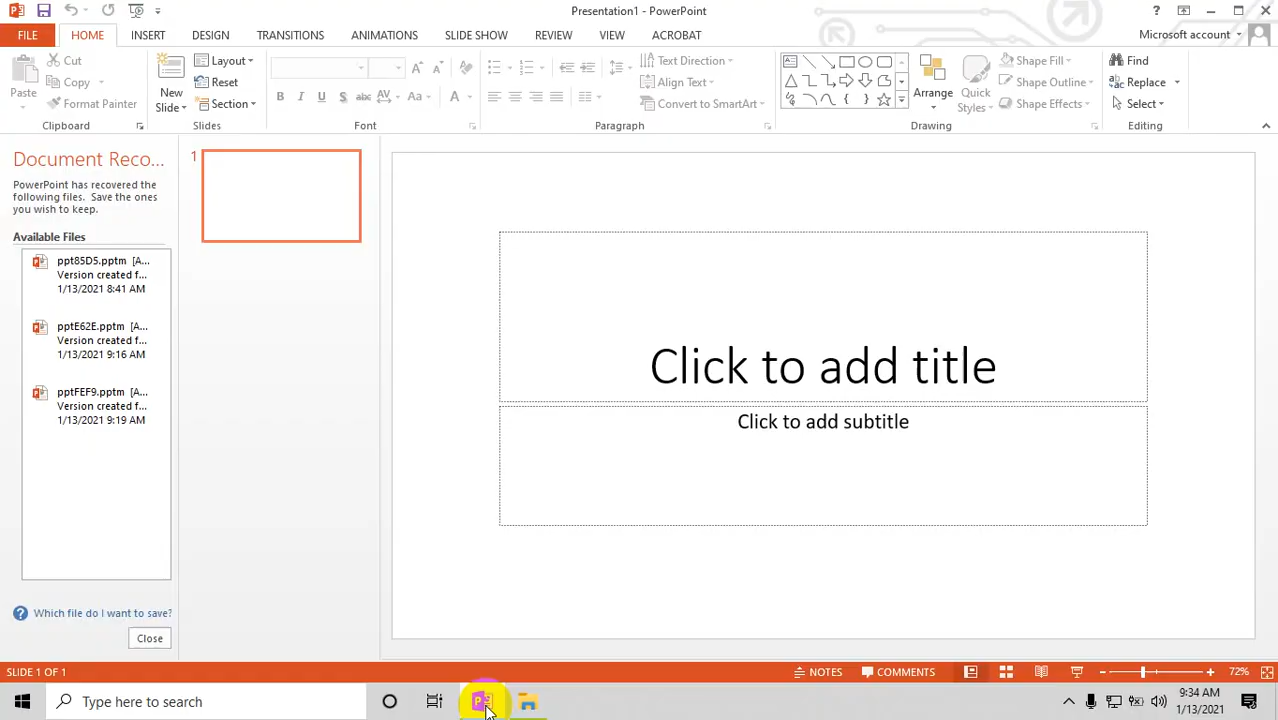 Presentation1 - PowerPoint
?
FILE
HOME
INSERT
DESIGN
TRANSITIONS
ANIMATIONS
SLIDE SHOW
REVIEW
VIEW
ACROBAT
Microsoft account
Paste
Cut
Copy
Format Painter
Clipboard
New
Slide
Layout
Reset
Section
Slides
B I U S abc AV Aa A
Font
Text Direction
Align Text
Convert to SmartArt
Paragraph
Arrange
Quick
Styles
Shape Fill
Shape Outline
Shape Effects
Drawing
Find
Replace
Select
Editing
Document Reco...
PowerPoint has recovered the
following files. Save the ones
you wish to keep.
Available Files
ppt85D5.pptm [A...
Version created f...
1/13/2021 8:41 AM
pptE62E.pptm [A...
Version created f...
1/13/2021 9:16 AM
pptFEF9.pptm [A...
Version created f...
1/13/2021 9:19 AM
? Which file do I want to save?
Close
1
Click to add title
Click to add subtitle
SLIDE 1 OF 1
NOTES
COMMENTS
72%
Type here to search
9:34 AM
1/13/2021